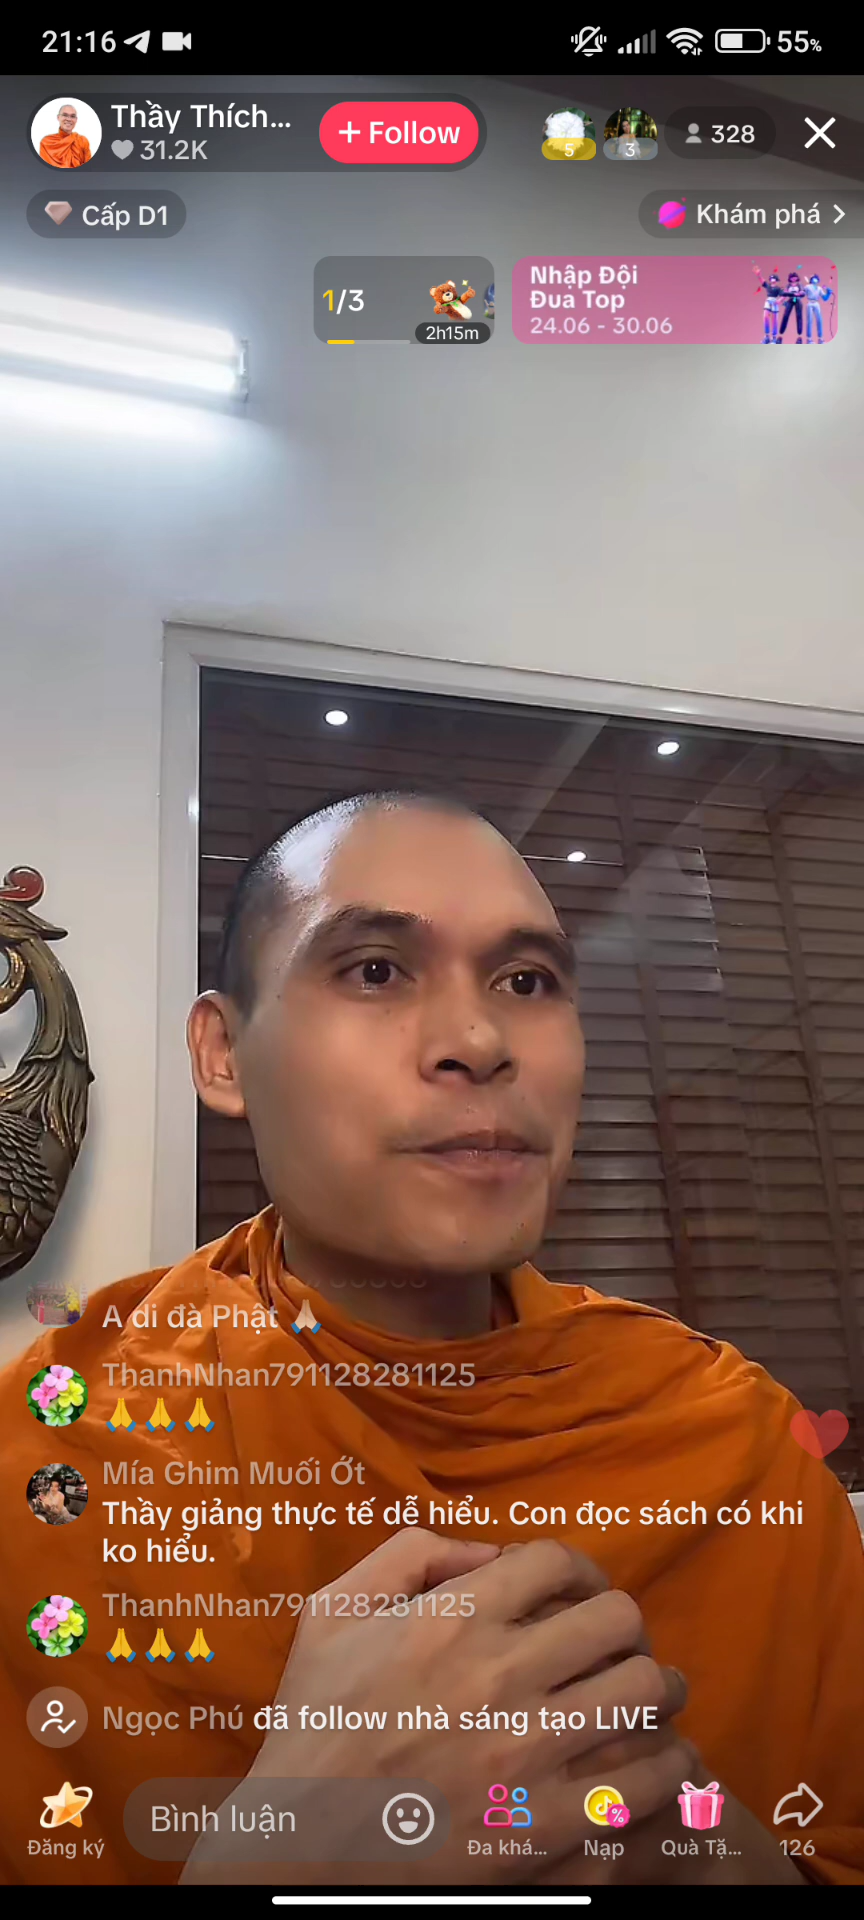 21:16
55%
Thầy Thích...
31.2K
+ Follow
5
3
328
Cấp D1
Khám phá
1/3
2h15m
Nhập Đội
Đua Top
24.06 - 30.06
A di đà Phật 🙏🏻
ThanhNhan791128281125
🙏🙏🙏
Mía Ghim Muối Ớt
Thầy giảng thực tế dễ hiểu. Con đọc sách có khi
ko hiểu.
ThanhNhan791128281125
🙏🙏🙏
Ngọc Phú đã follow nhà sáng tạo LIVE
Đăng ký
Bình luận
Đa khá...
Nạp
Quà Tặ...
126